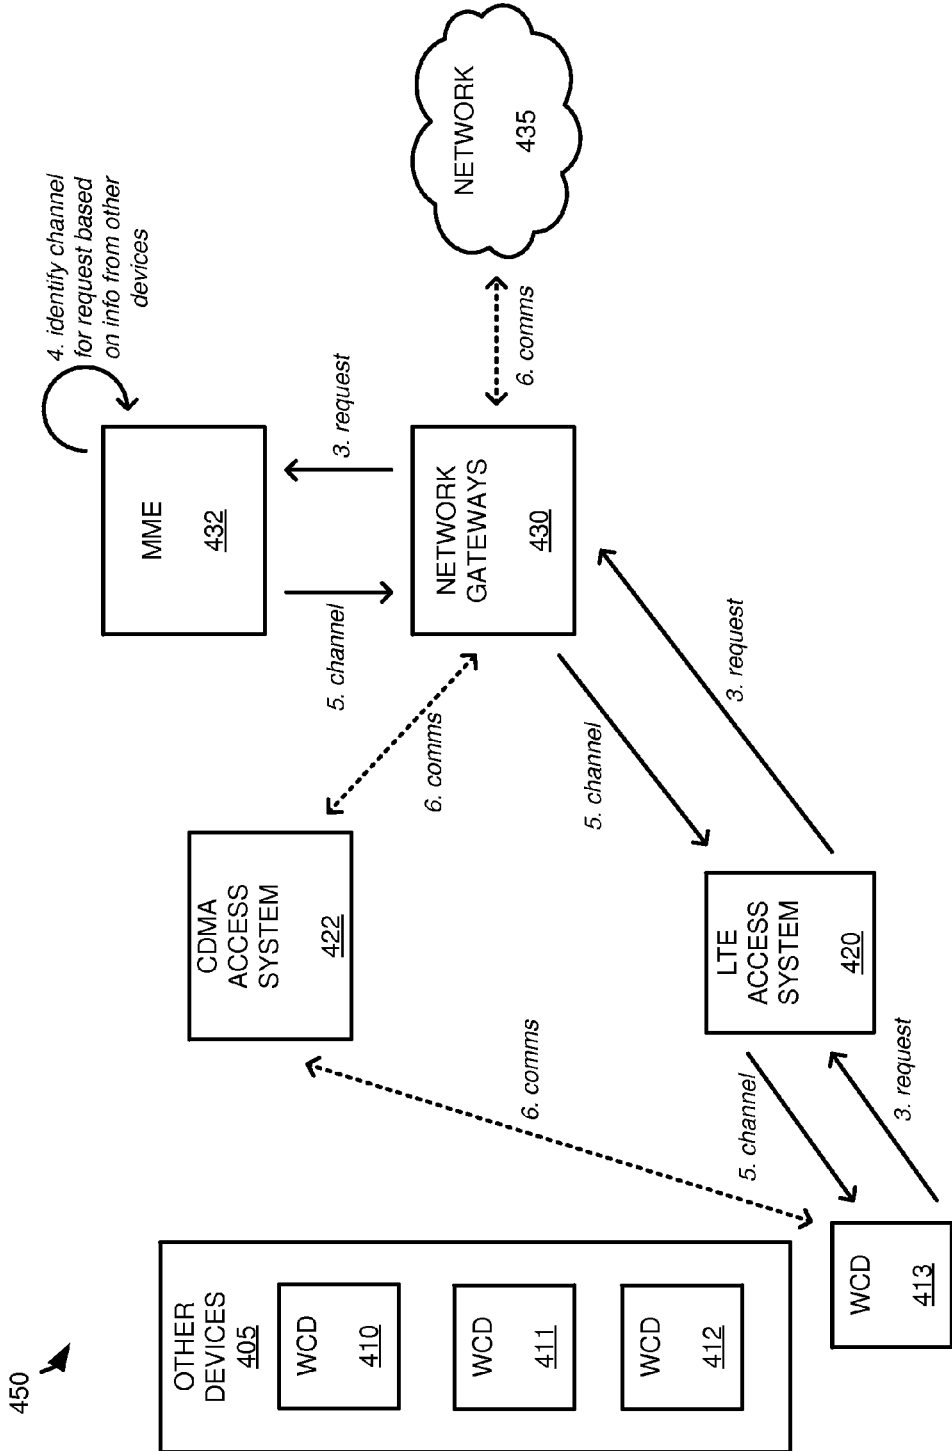 450
OTHER
DEVICES
405
WCD
410
WCD
411
WCD
412
WCD
413
CDMA
ACCESS
SYSTEM
422
LTE
ACCESS
SYSTEM
420
MME
432
NETWORK
GATEWAYS
430
NETWORK
435
3. request
5. channel
6. comms
3. request
5. channel
6. comms
3. request
5. channel
6. comms
4. identify channel
for request based
on info from other
devices